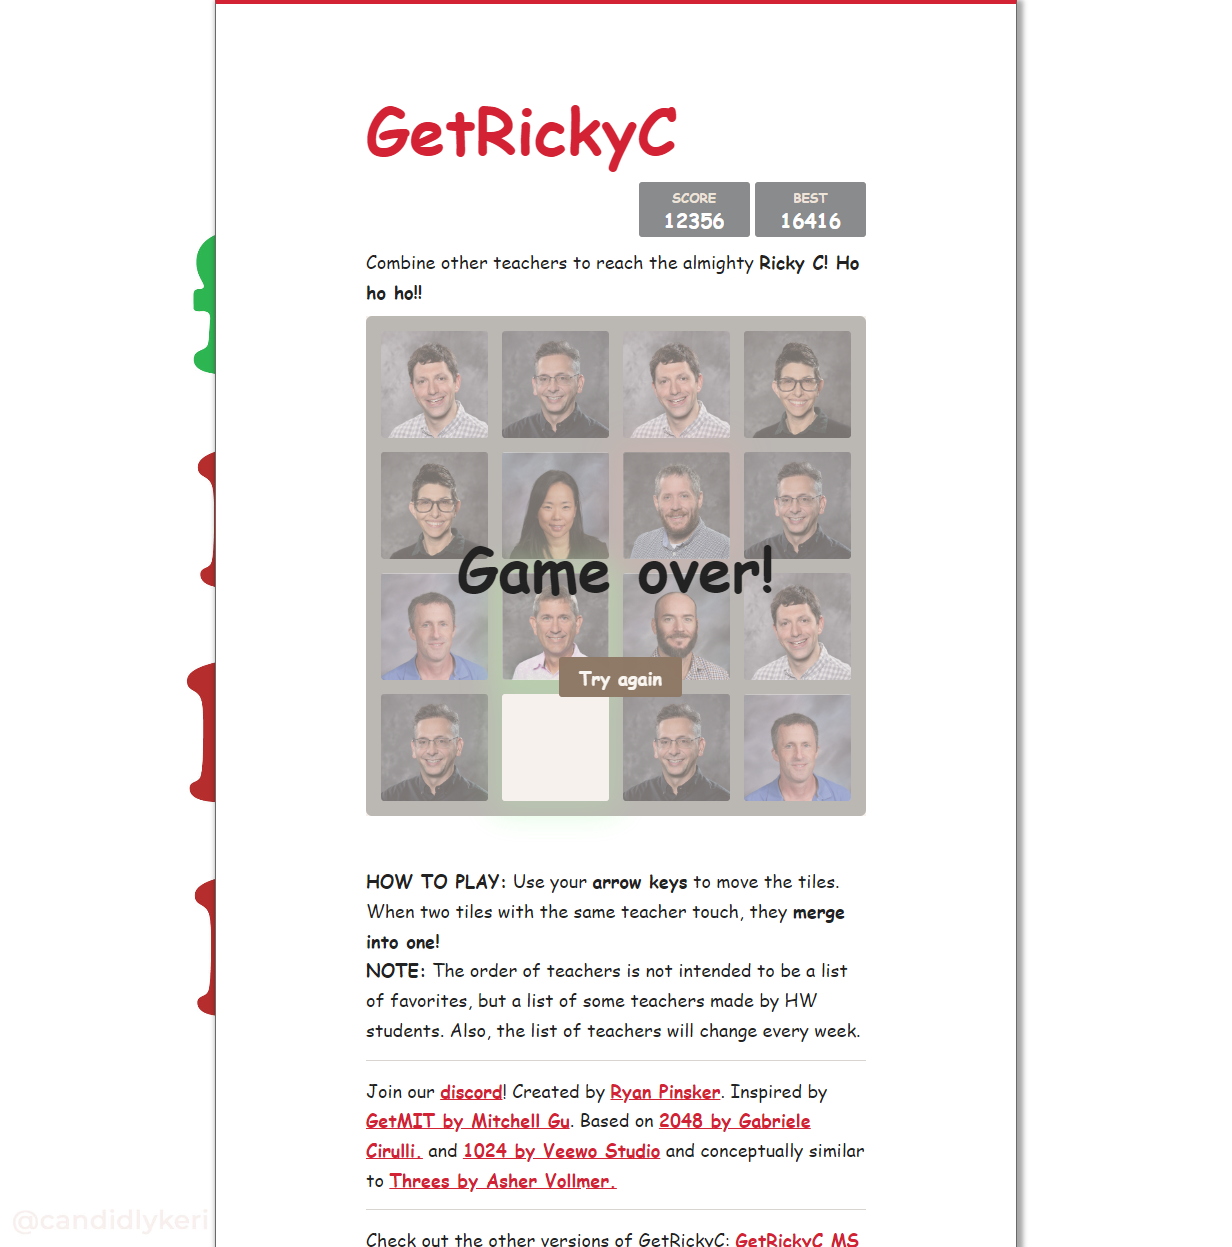 GetRickyC
SCORE
12356
BEST
16416
Combine other teachers to reach the almighty Ricky C! Ho
ho ho!!
Game over!
Try again
HOW TO PLAY: Use your arrow keys to move the tiles.
When two tiles with the same teacher touch, they merge
into one!
NOTE: The order of teachers is not intended to be a list
of favorites, but a list of some teachers made by HW
students. Also, the list of teachers will change every week.
Join our discord! Created by Ryan Pinsker. Inspired by
GetMIT by Mitchell Gu. Based on 2048 by Gabriele
Cirulli. and 1024 by Veewo Studio and conceptually similar
to Threes by Asher Vollmer.
@candidlykeri
Check out the other versions of GetRickyC: GetRickyC MS